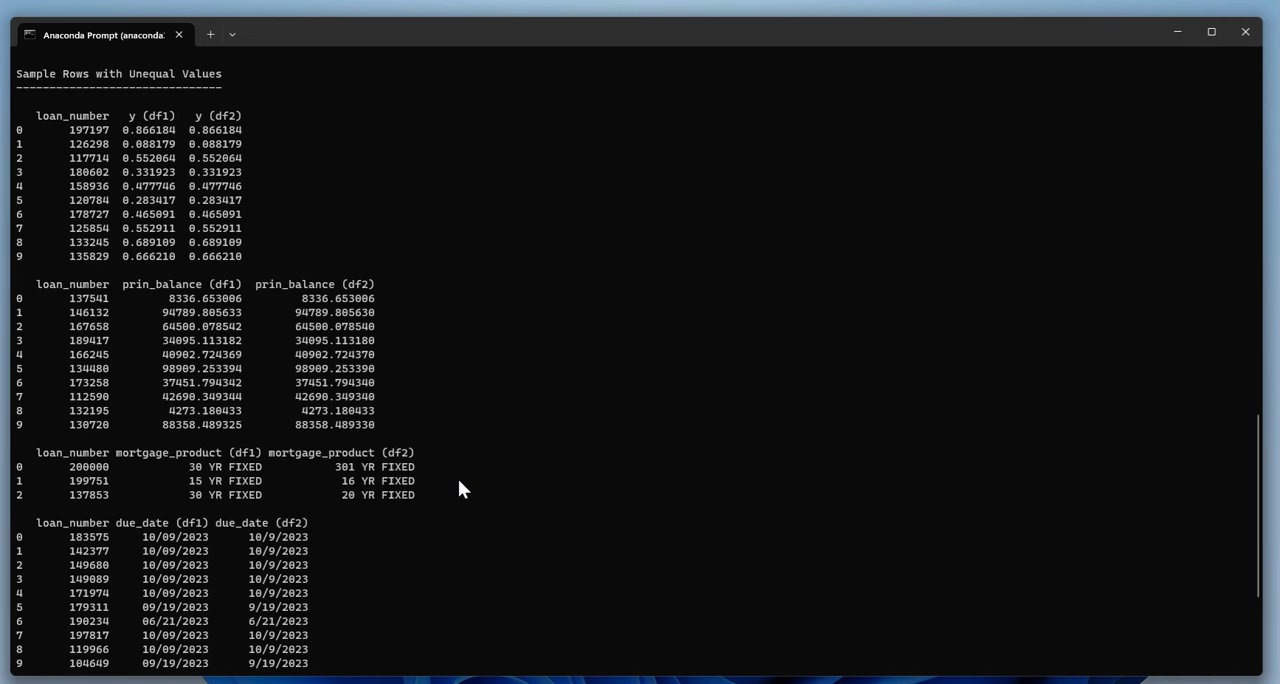 Anaconda Prompt (anaconda:
Sample Rows with Unequal Values
-------------------------------
loan_number y (df1) y (df2)
0 197197 0.866184 0.866184
1 126298 0.088179 0.088179
2 117714 0.552064 0.552064
3 180602 0.331923 0.331923
4 158936 0.477746 0.477746
5 120784 0.283417 0.283417
6 178727 0.465091 0.465091
7 125854 0.552911 0.552911
8 133245 0.689109 0.689109
9 135829 0.666210 0.666210
loan_number prin_balance (df1) prin_balance (df2)
0 137541 8336.653006 8336.653006
1 146132 94789.805633 94789.805630
2 167658 64500.078542 64500.078540
3 189417 34095.113182 34095.113180
4 166245 40902.724369 40902.724370
5 134480 98909.253394 98909.253390
6 173258 37451.794342 37451.794340
7 112590 42690.349344 42690.349340
8 132195 4273.180433 4273.180433
9 130720 88358.489325 88358.489330
loan_number mortgage_product (df1) mortgage_product (df2)
0 200000 30 YR FIXED 301 YR FIXED
1 199751 15 YR FIXED 16 YR FIXED
2 137853 30 YR FIXED 20 YR FIXED
loan_number due_date (df1) due_date (df2)
0 183575 10/09/2023 10/9/2023
1 142377 10/09/2023 10/9/2023
2 149680 10/09/2023 10/9/2023
3 149089 10/09/2023 10/9/2023
4 171974 10/09/2023 10/9/2023
5 179311 09/19/2023 9/19/2023
6 190234 06/21/2023 6/21/2023
7 197817 10/09/2023 10/9/2023
8 119966 10/09/2023 10/9/2023
9 104649 09/19/2023 9/19/2023